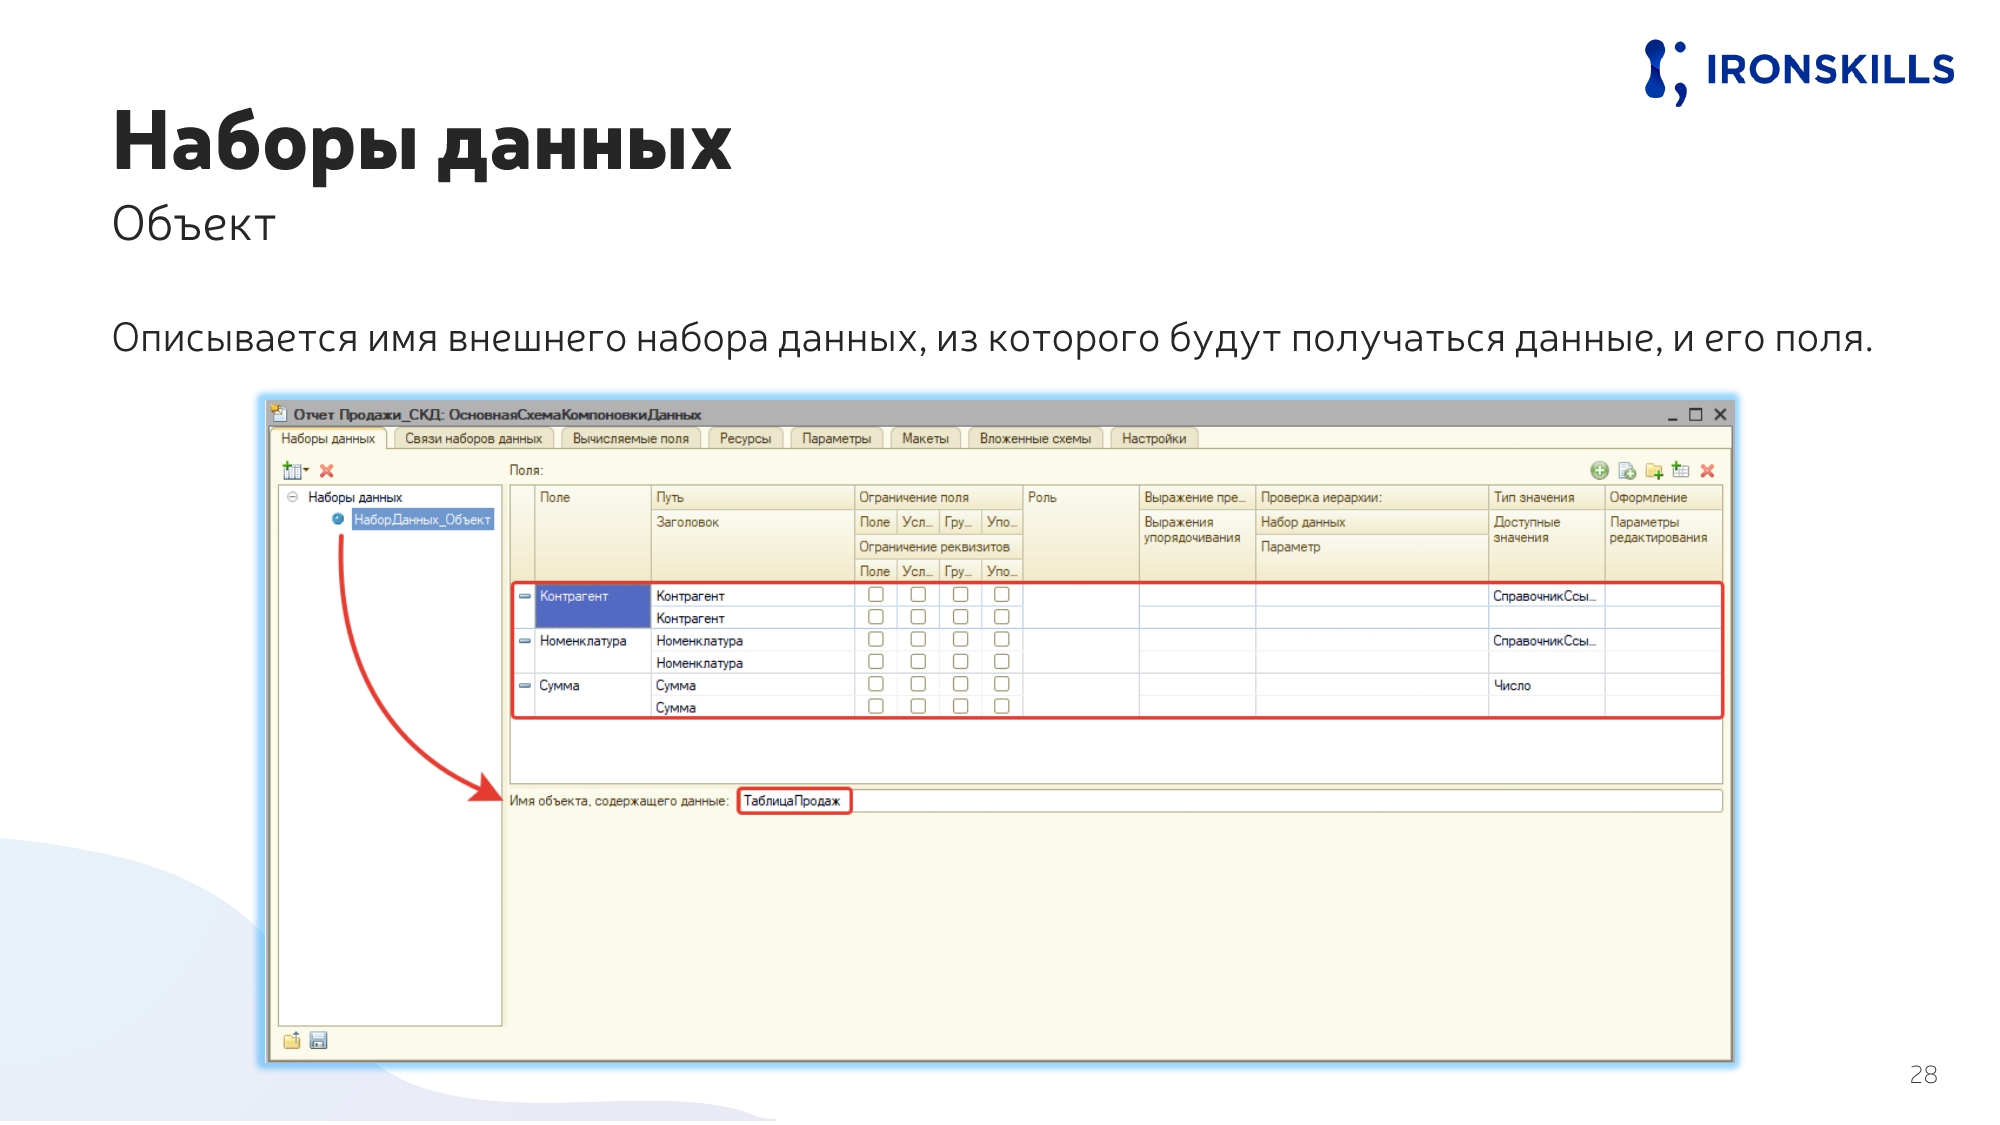 IRONSKILLS
Наборы данных
Объект
Описывается имя внешнего набора данных, из которого будут получаться данные, и его поля.
Отчет Продажи_СКД: ОсновнаяСхемаКомпоновкиДанных
Наборы данных Связи наборов данных Вычисляемые поля Ресурсы Параметры Макеты Вложенные схемы Настройки
Поля:
Наборы данных
НаборДанных_Объект
Поле Путь Ограничение поля Роль Выражение пре... Проверка иерархии: Тип значения Оформление
Заголовок Поле Усл... Гру... Упо... Выражения упорядочивания Набор данных Доступные значения Параметры редактирования
Ограничение реквизитов Параметр
Поле Усл... Гру... Упо...
Контрагент Контрагент СправочникСсы...
Контрагент
Номенклатура Номенклатура СправочникСсы...
Номенклатура
Сумма Сумма Число
Сумма
Имя объекта, содержащего данные: ТаблицаПродаж
28